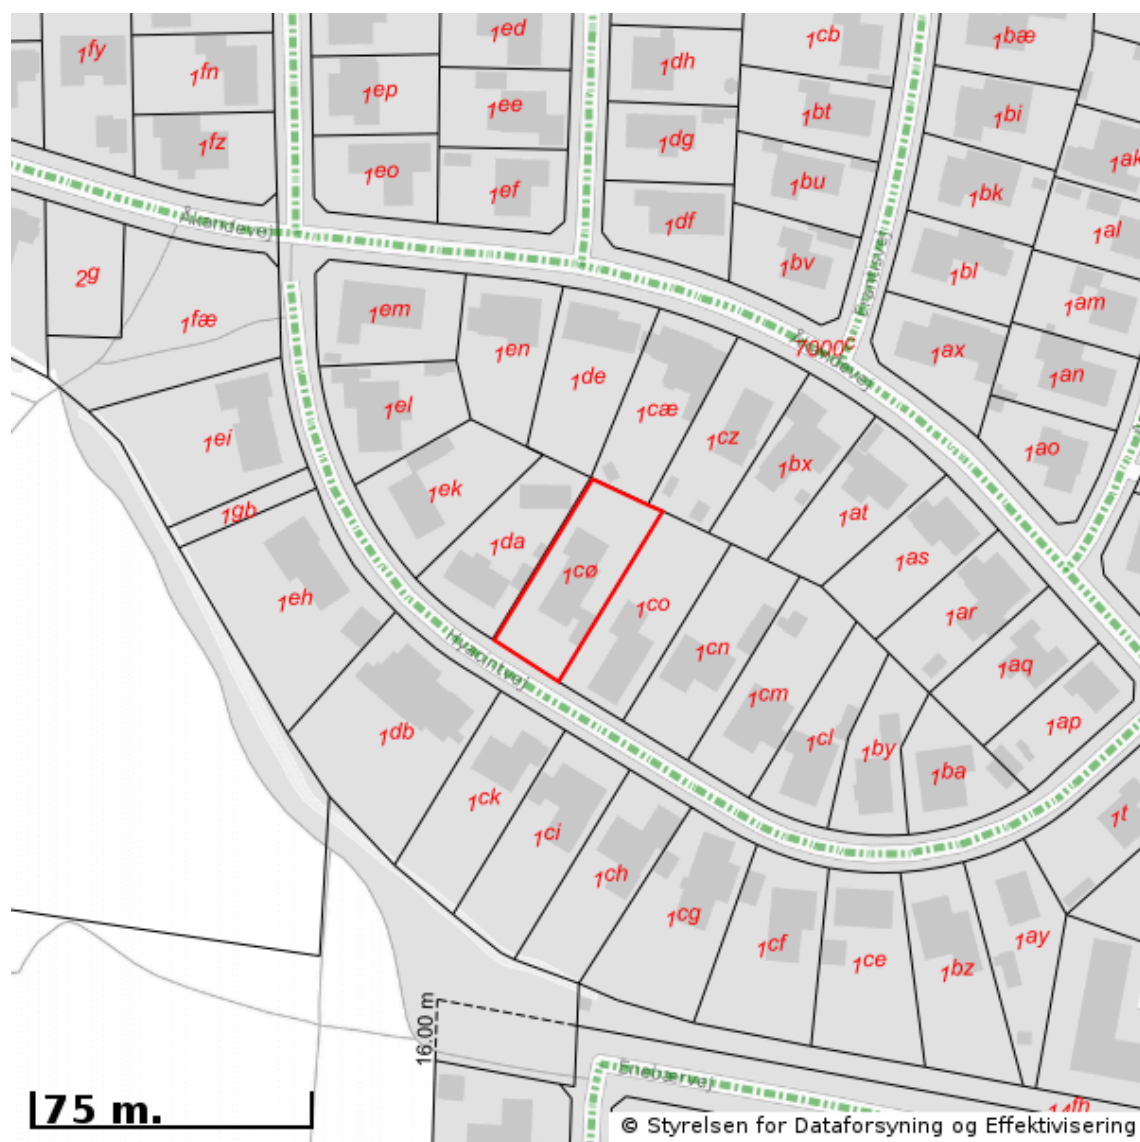 1ed
1cb
1bæ
1fy
1fn
1dh
1ep
1ee
1bt
1bi
1fz
1dg
1ak
1eo
1ef
1bu
1bk
1df
1al
Åkandevej
1bv
1bl
2g
1am
1fæ
1em
7000c
Åkandevej
1en
1ax
1de
1an
1el
1cæ
1ei
1cz
1bx
1ao
1ek
1gb
1at
1da
1as
1cø
1eh
1co
1ar
Hyacintvej
1cn
1aq
1cm
1db
1cl
1by
1ap
1ba
1ck
1t
1ci
1ch
1cg
1cf
1ay
1ce
1bz
16.00 m
Enebærvej
75 m.
14fh
© Styrelsen for Dataforsyning og Effektivisering